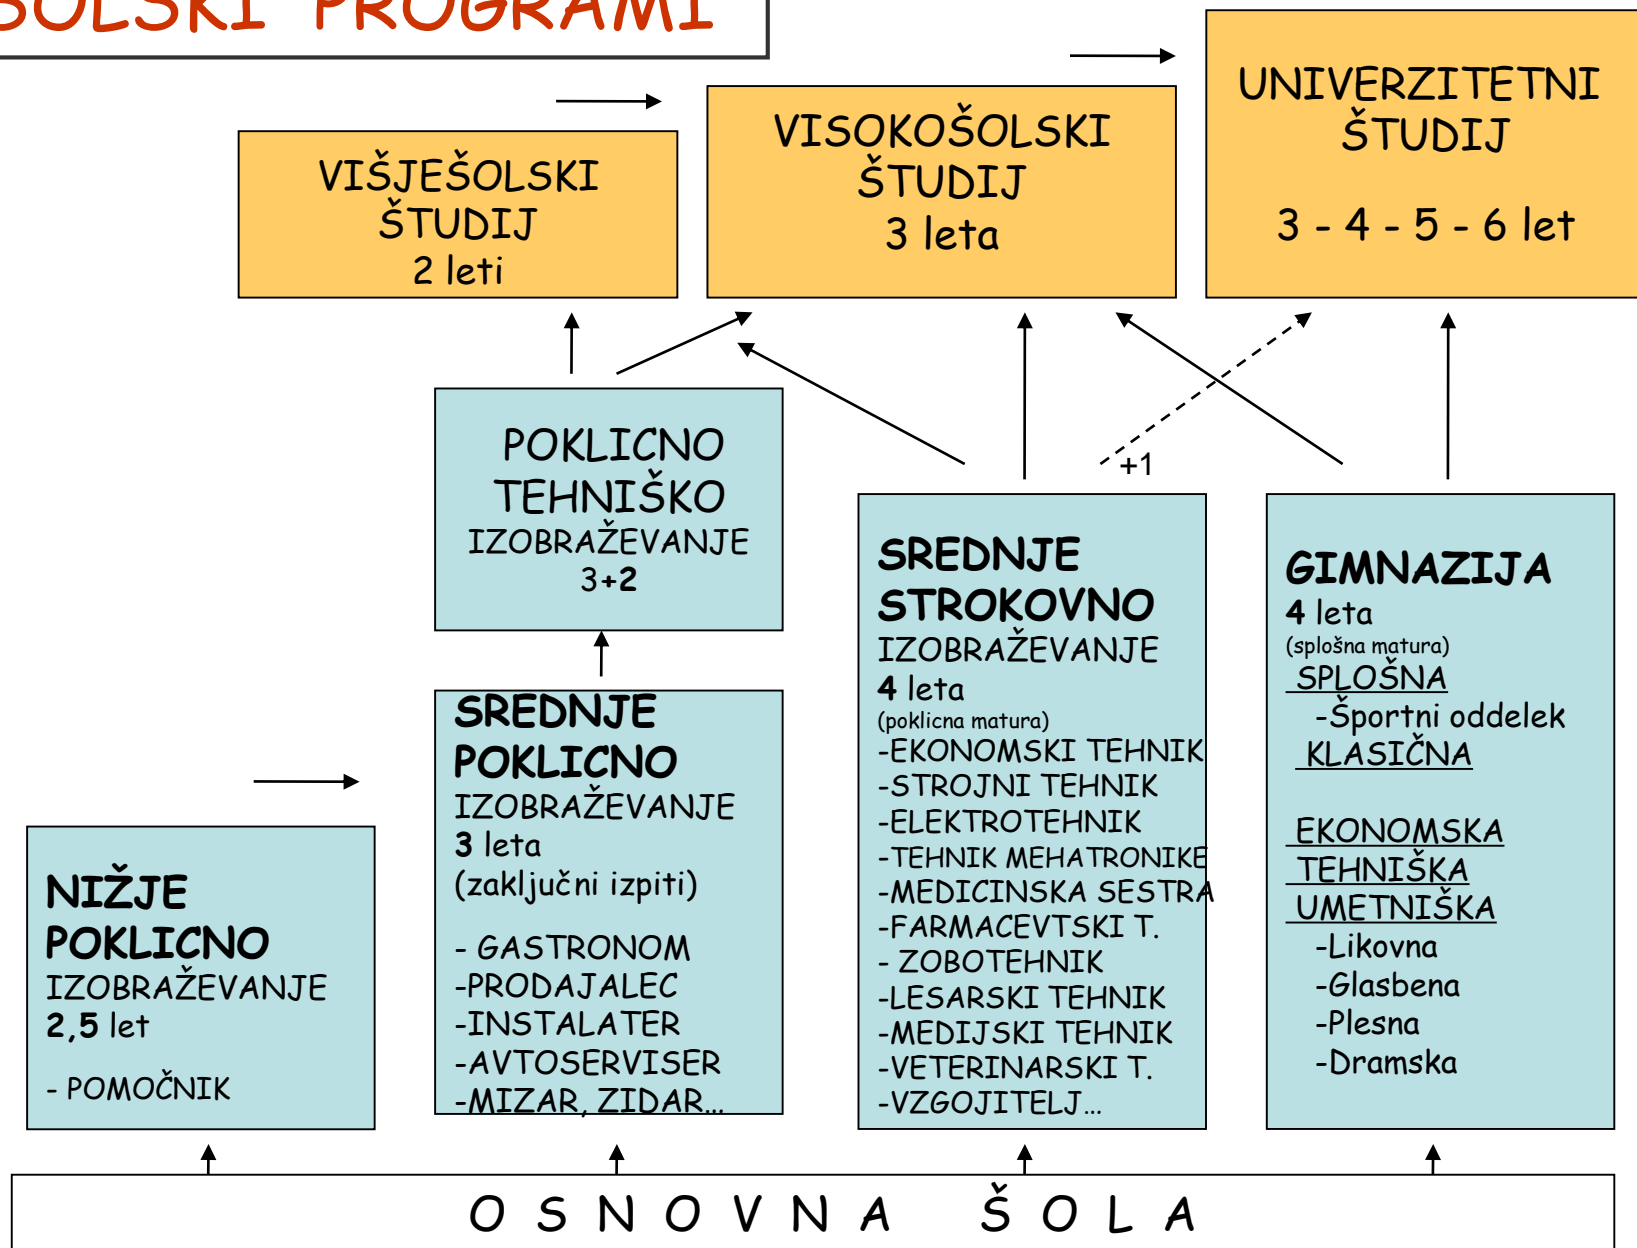 PROGRAMI
UNIVERZITETNI
ŠTUDIJ
3 - 4 - 5 - 6 let
VISOKOŠOLSKI
ŠTUDIJ
3 leta
VIŠJEŠOLSKI
ŠTUDIJ
2 leti
POKLICNO
TEHNIŠKO
IZOBRAŽEVANJE
3+2
+1
SREDNJE
POKLICNO
IZOBRAŽEVANJE
3 leta
(zaključni izpiti)
- GASTRONOM
-PRODAJALEC
-INSTALATER
-AVTOSERVISER
-MIZAR, ZIDAR…
NIŽJE
POKLICNO
IZOBRAŽEVANJE
2,5 let
- POMOČNIK
SREDNJE
STROKOVNO
IZOBRAŽEVANJE
4 leta
(poklicna matura)
-EKONOMSKI TEHNIK
-STROJNI TEHNIK
-ELEKTROTEHNIK
-TEHNIK MEHATRONIKE
-MEDICINSKA SESTRA
-FARMACEVTSKI T.
- ZOBOTEHNIK
-LESARSKI TEHNIK
-MEDIJSKI TEHNIK
-VETERINARSKI T.
-VZGOJITELJ…
GIMNAZIJA
4 leta
(splošna matura)
SPLOŠNA
-Športni oddelek
KLASIČNA
EKONOMSKA
TEHNIŠKA
UMETNIŠKA
-Likovna
-Glasbena
-Plesna
-Dramska
O S N O V N A Š O L A